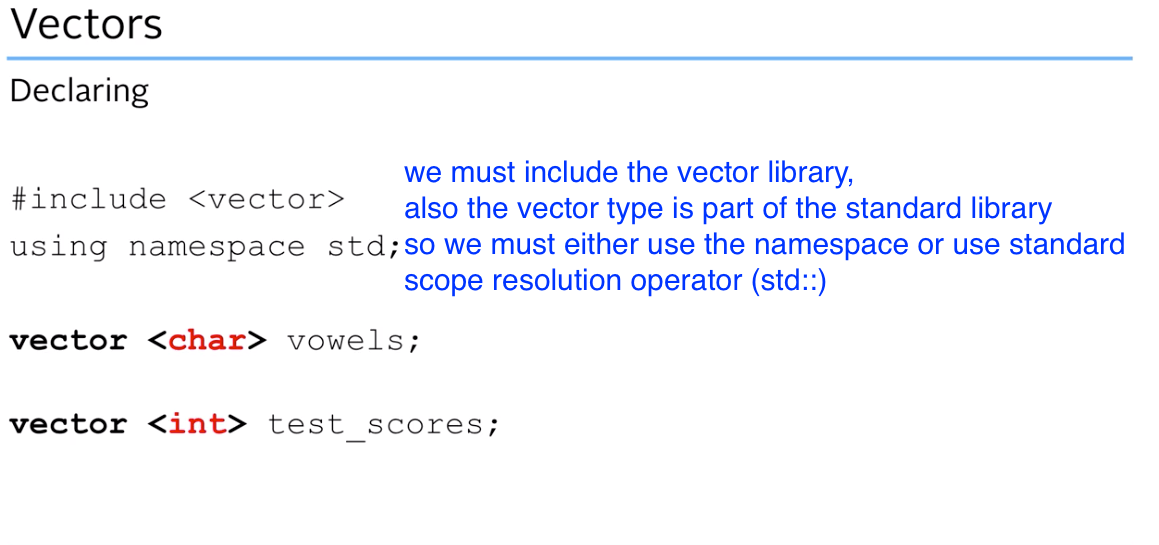 Vectors
Declaring
we must include the vector library,
#include <vector>
also the vector type is part of the standard library
using namespace std;so we must either use the namespace or use standard
scope resolution operator (std::)
vector <char> vowels;
vector <int> test_scores;